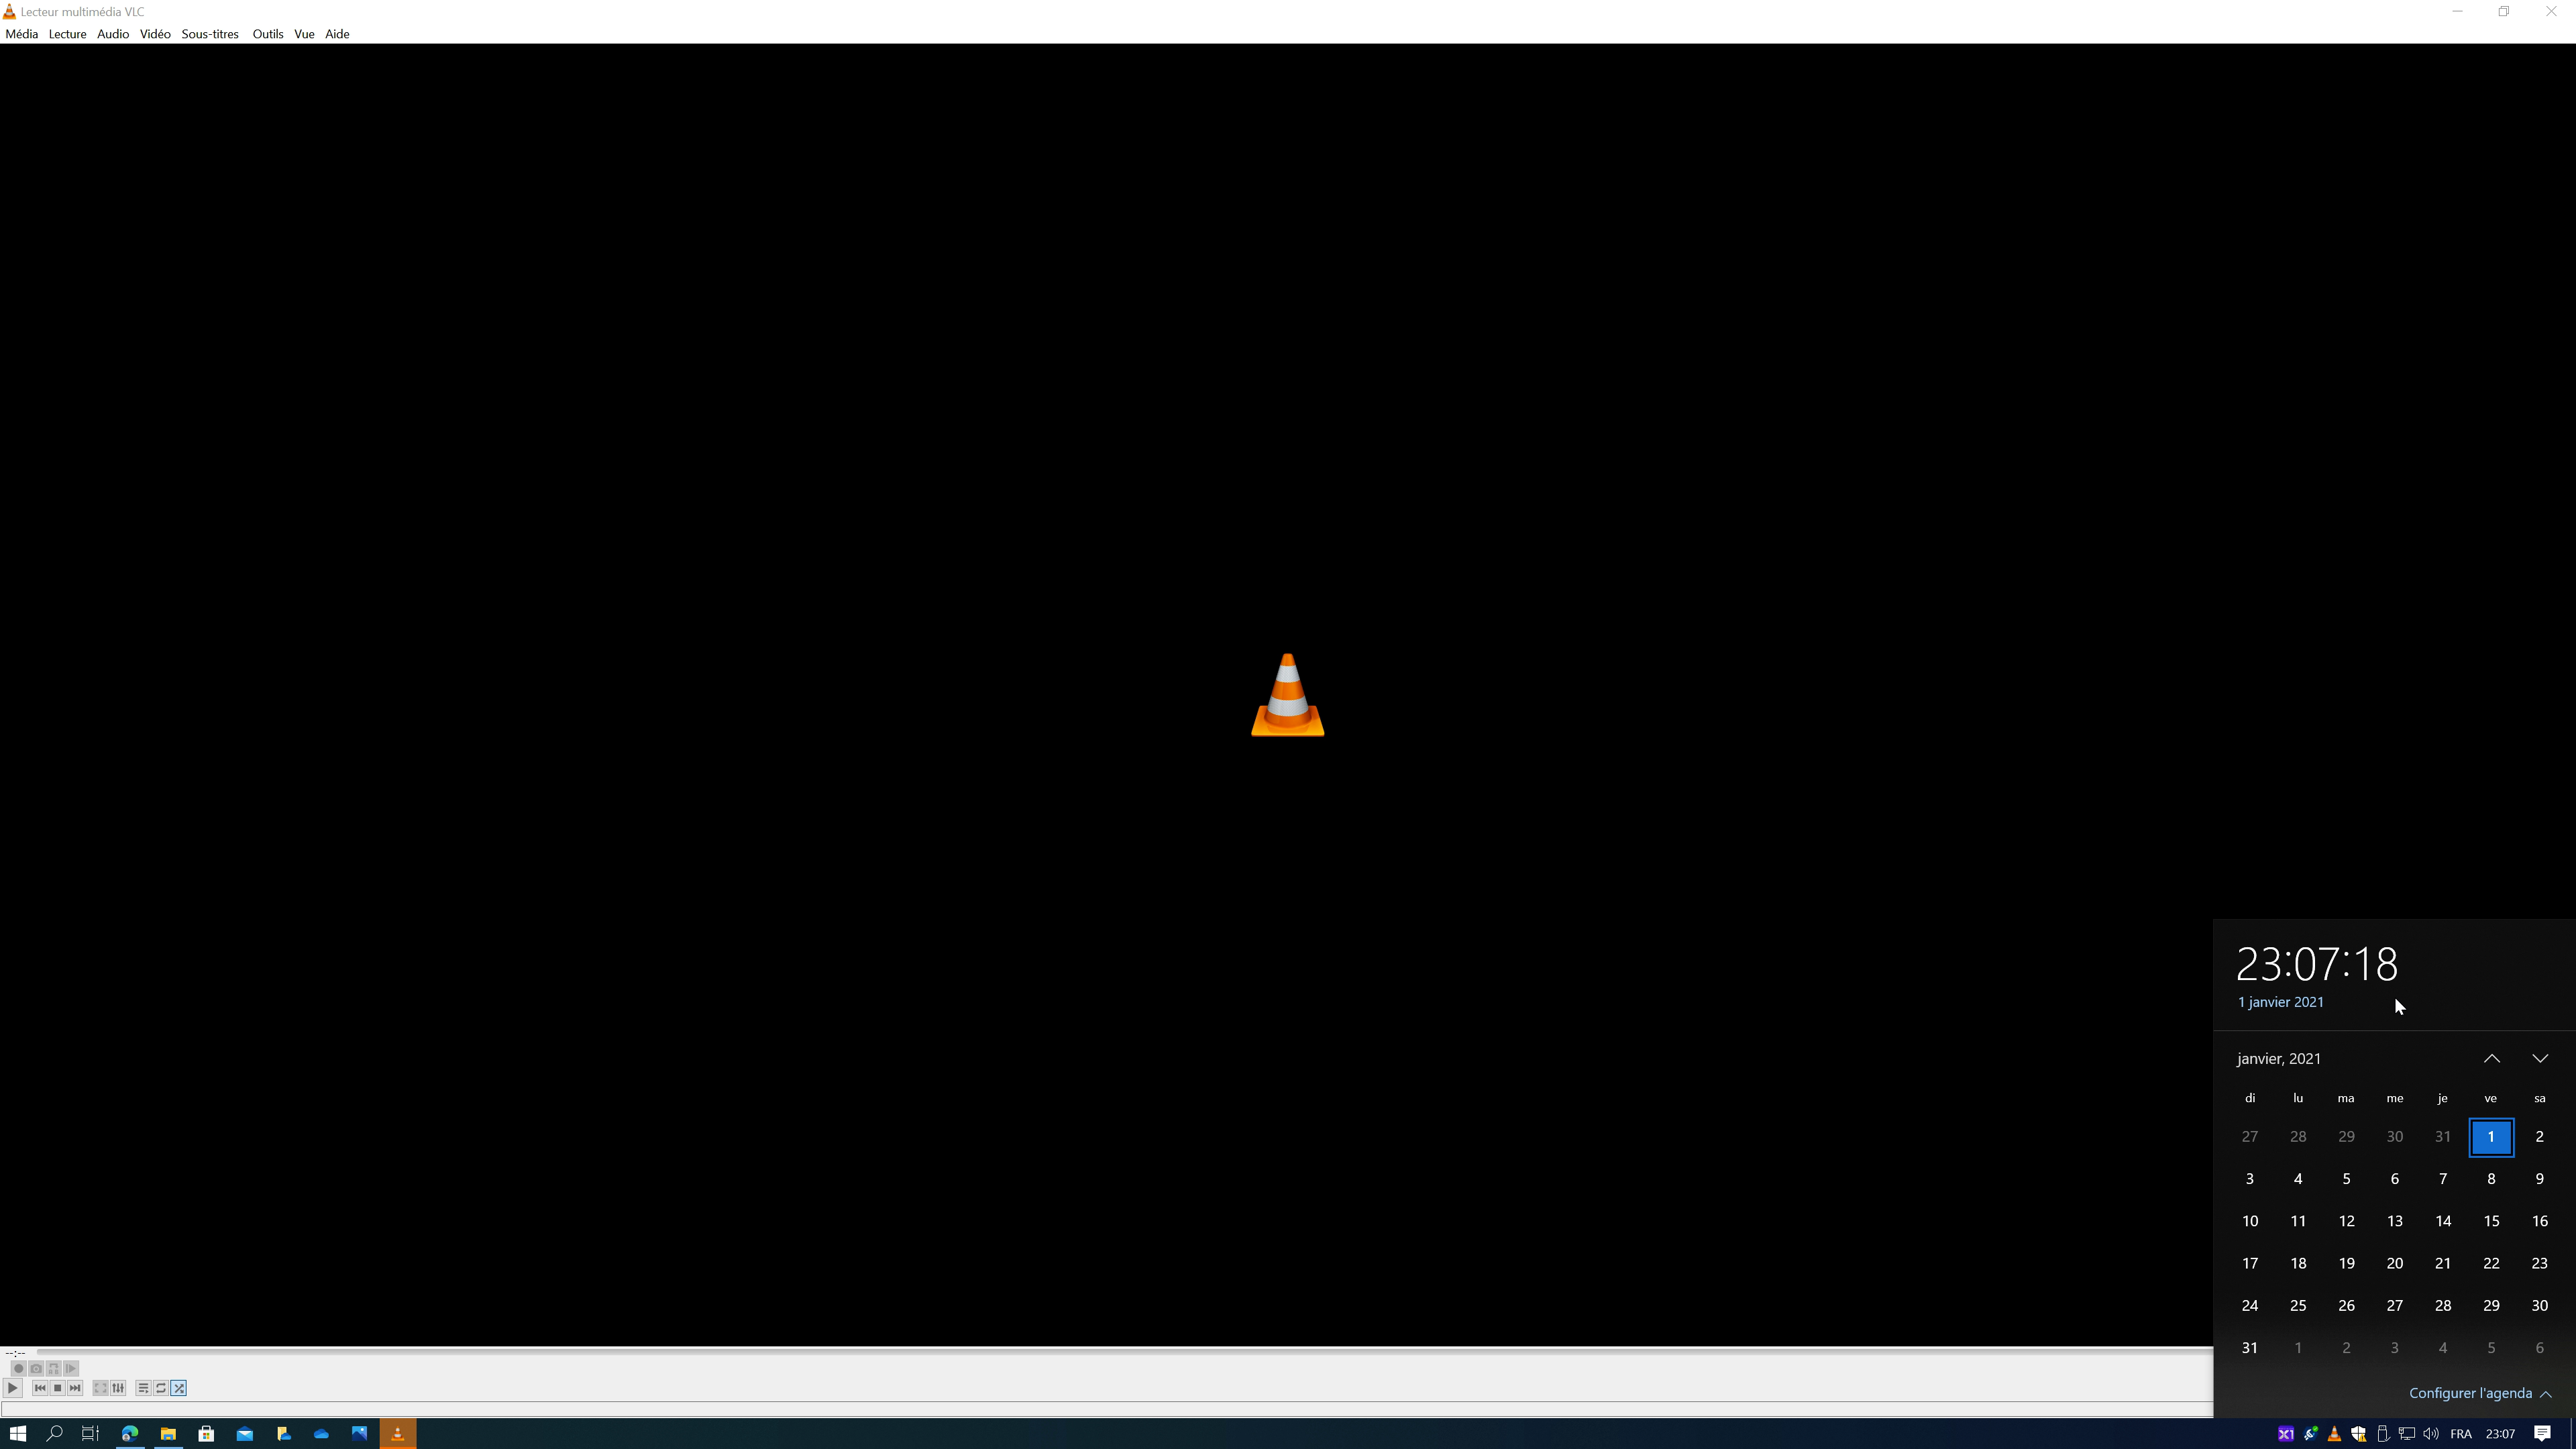 Lecteur multimédia VLC
Média Lecture Audio Vidéo Sous-titres Outils Vue Aide
23:07:18
1 janvier 2021
janvier, 2021
di lu ma me je ve sa
27 28 29 30 31 1 2
3 4 5 6 7 8 9
10 11 12 13 14 15 16
17 18 19 20 21 22 23
24 25 26 27 28 29 30
31 1 2 3 4 5 6
Configurer l'agenda
--:--
X1 FRA 23:07